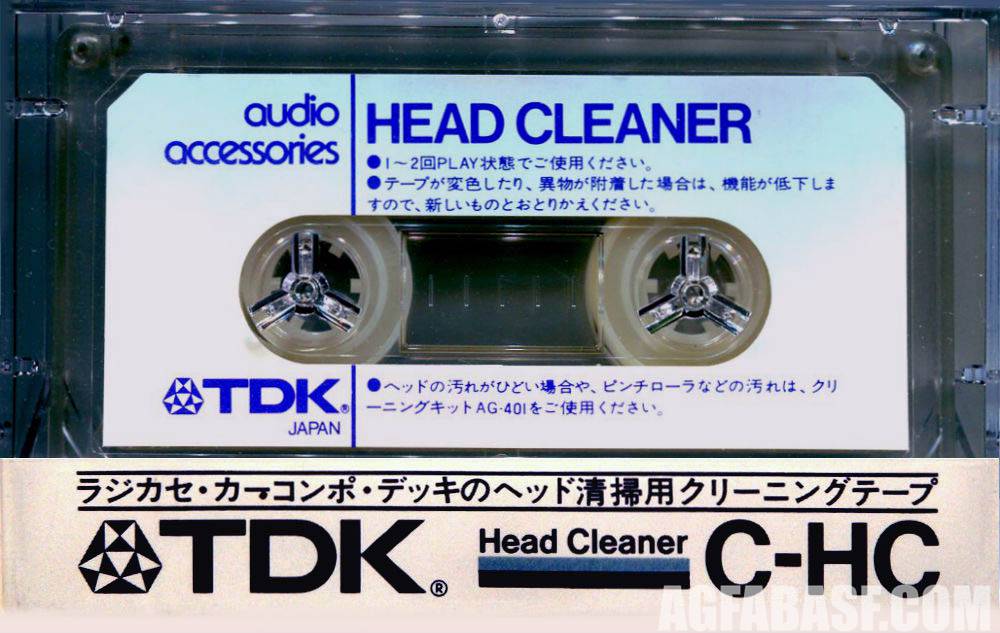 audio
accessories
HEAD CLEANER
●1～2回PLAY状態でご使用ください。
●テープが変色したり、異物が附着した場合は、機能が低下しま
すので、新しいものとおとりかえください。
TDK®
JAPAN
●ヘッドの汚れがひどい場合や、ピンチローラなどの汚れは、クリ
ーニングキットAG-401をご使用ください。
ラジカセ・カーコンポ・デッキのヘッド清掃用クリーニングテープ
TDK®
Head Cleaner
C-HC
AGFABASF.COM